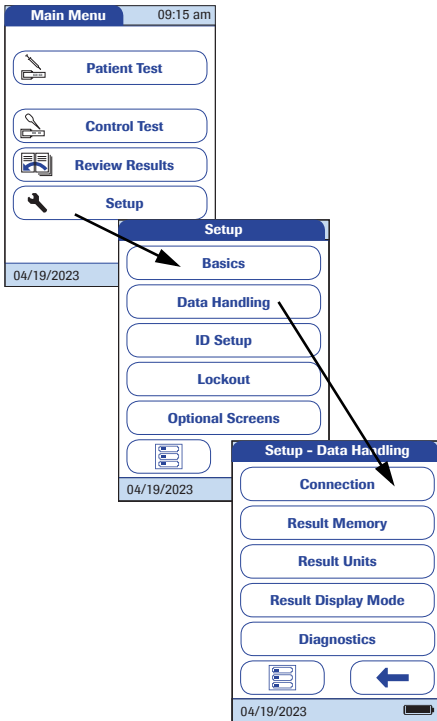 Main Menu 09:15 am
Patient Test
Control Test
Review Results
Setup
04/19/2023
Setup
Basics
Data Handling
ID Setup
Lockout
Optional Screens
04/19/2023
Setup - Data Handling
Connection
Result Memory
Result Units
Result Display Mode
Diagnostics
04/19/2023